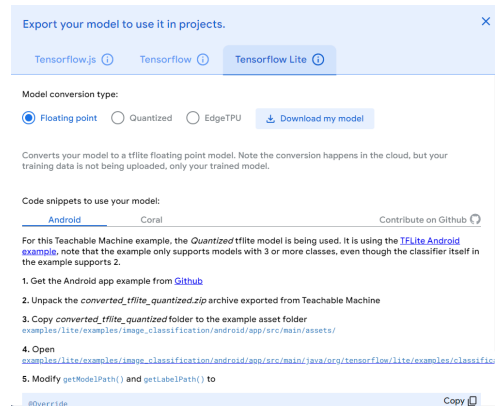 Export your model to use it in projects.
Tensorflow.js Tensorflow Tensorflow Lite
Model conversion type:
Floating point Quantized EdgeTPU Download my model
Converts your model to a tflite floating point model. Note the conversion happens in the cloud, but your
training data is not being uploaded, only your trained model.
Code snippets to use your model:
Android Coral Contribute on Github
For this Teachable Machine example, the Quantized tflite model is being used. It is using the TFLite Android
example, note that the example only supports models with 3 or more classes, even though the classifier itself in
the example supports 2.
1. Get the Android app example from Github
2. Unpack the converted_tflite_quantized.zip archive exported from Teachable Machine
3. Copy converted_tflite_quantized folder to the example asset folder
examples/lite/examples/image_classification/android/app/src/main/assets/
4. Open
examples/lite/examples/image_classification/android/app/src/main/java/org/tensorflow/lite/examples/classific
5. Modify getModelPath() and getLabelPath() to
@Override Copy